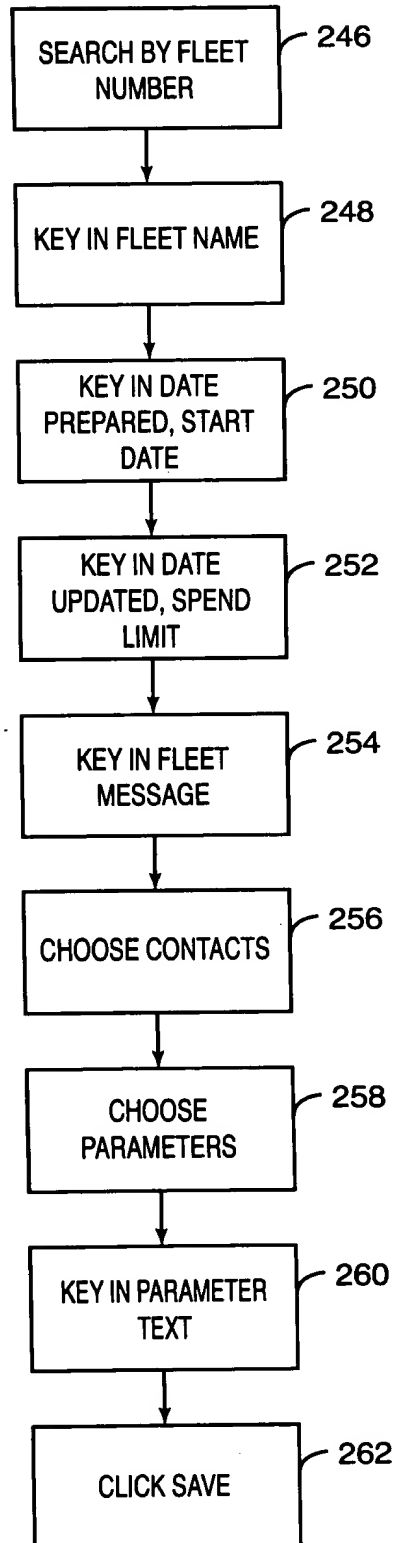 SEARCH BY FLEET
NUMBER
246
KEY IN FLEET NAME
248
KEY IN DATE
PREPARED, START
DATE
250
KEY IN DATE
UPDATED, SPEND
LIMIT
252
KEY IN FLEET
MESSAGE
254
CHOOSE CONTACTS
256
CHOOSE
PARAMETERS
258
KEY IN PARAMETER
TEXT
260
CLICK SAVE
262